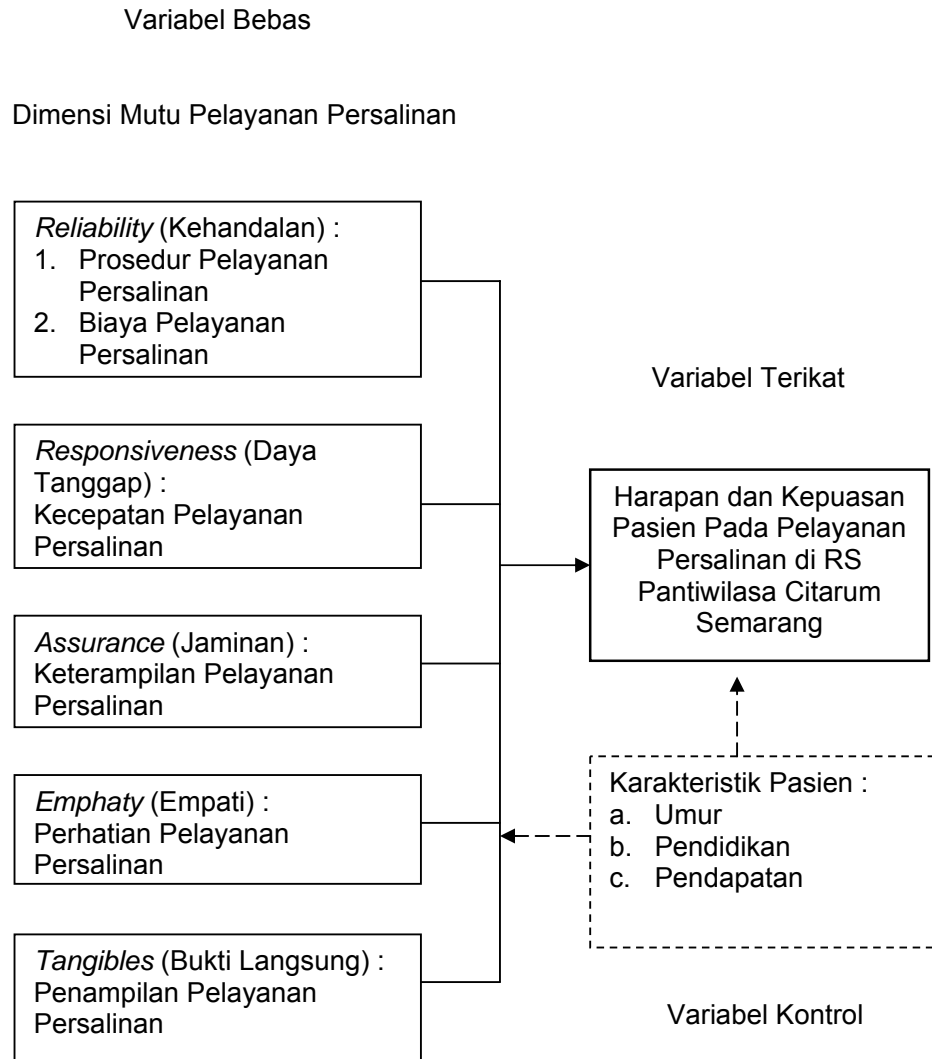 Variabel Bebas
Dimensi Mutu Pelayanan Persalinan
Reliability (Kehandalan) :
1. Prosedur Pelayanan
Persalinan
2. Biaya Pelayanan
Persalinan
Responsiveness (Daya
Tanggap) :
Kecepatan Pelayanan
Persalinan
Assurance (Jaminan) :
Keterampilan Pelayanan
Persalinan
Emphaty (Empati) :
Perhatian Pelayanan
Persalinan
Tangibles (Bukti Langsung) :
Penampilan Pelayanan
Persalinan
Variabel Terikat
Harapan dan Kepuasan
Pasien Pada Pelayanan
Persalinan di RS
Pantiwilasa Citarum
Semarang
Karakteristik Pasien :
a. Umur
b. Pendidikan
c. Pendapatan
Variabel Kontrol